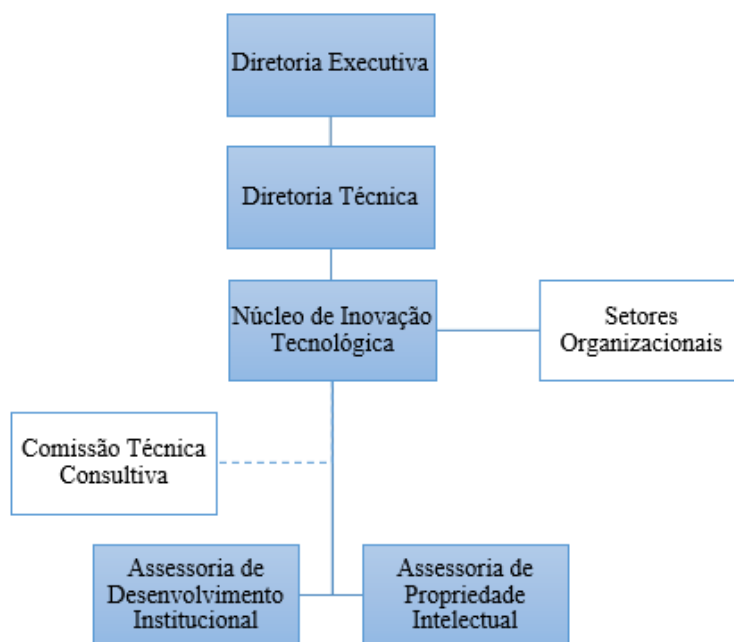 Diretoria Executiva
Diretoria Técnica
Núcleo de Inovação
Tecnológica
Setores
Organizacionais
Comissão Técnica
Consultiva
Assessoria de
Desenvolvimento
Institucional
Assessoria de
Propriedade
Intelectual